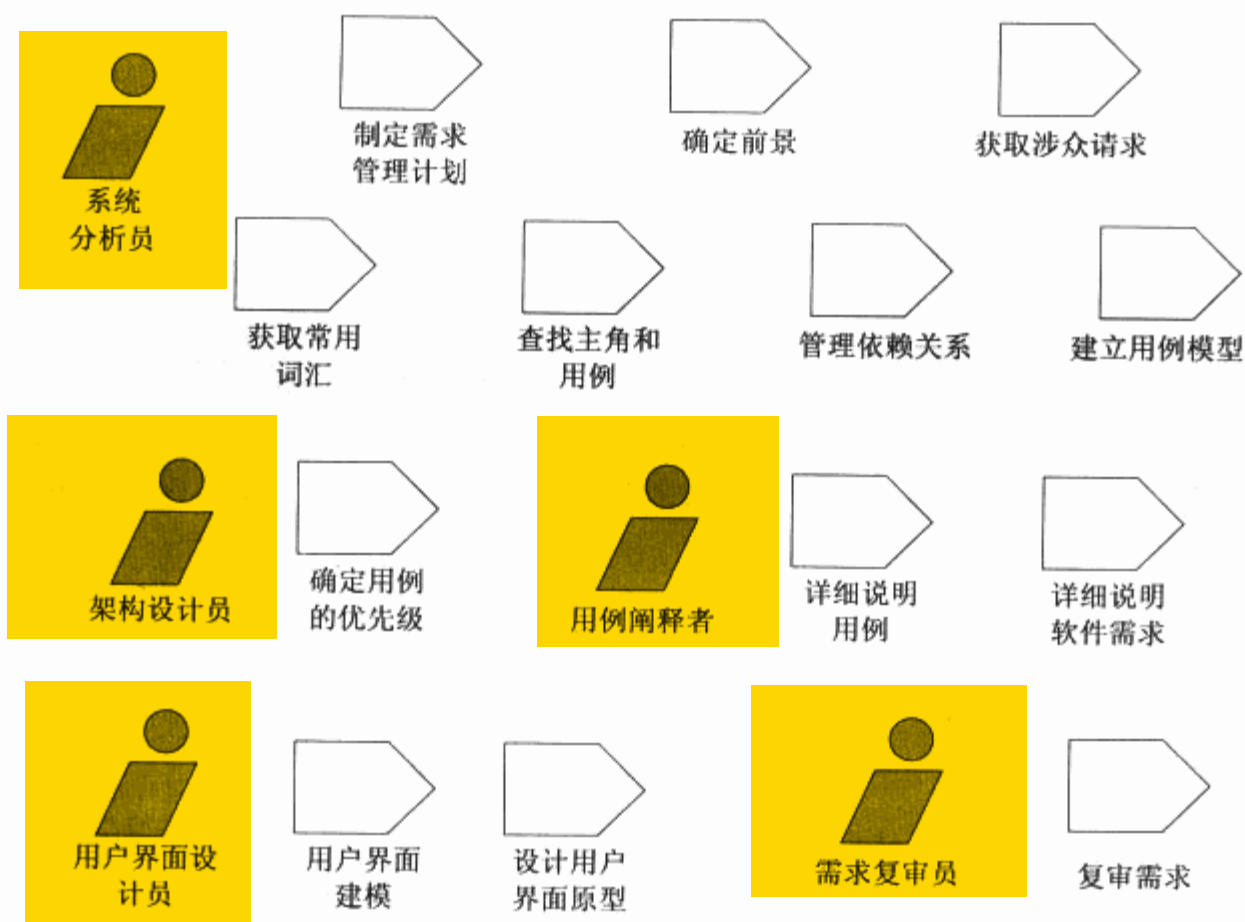 制定需求
管理计划
确定前景
获取涉众请求
系统
分析员
获取常用
词汇
查找主角和
用例
管理依赖关系
建立用例模型
架构设计员
确定用例
的优先级
用例阐释者
详细说明
用例
详细说明
软件需求
用户界面设
计员
用户界面
建模
设计用户
界面原型
需求复审员
复审需求